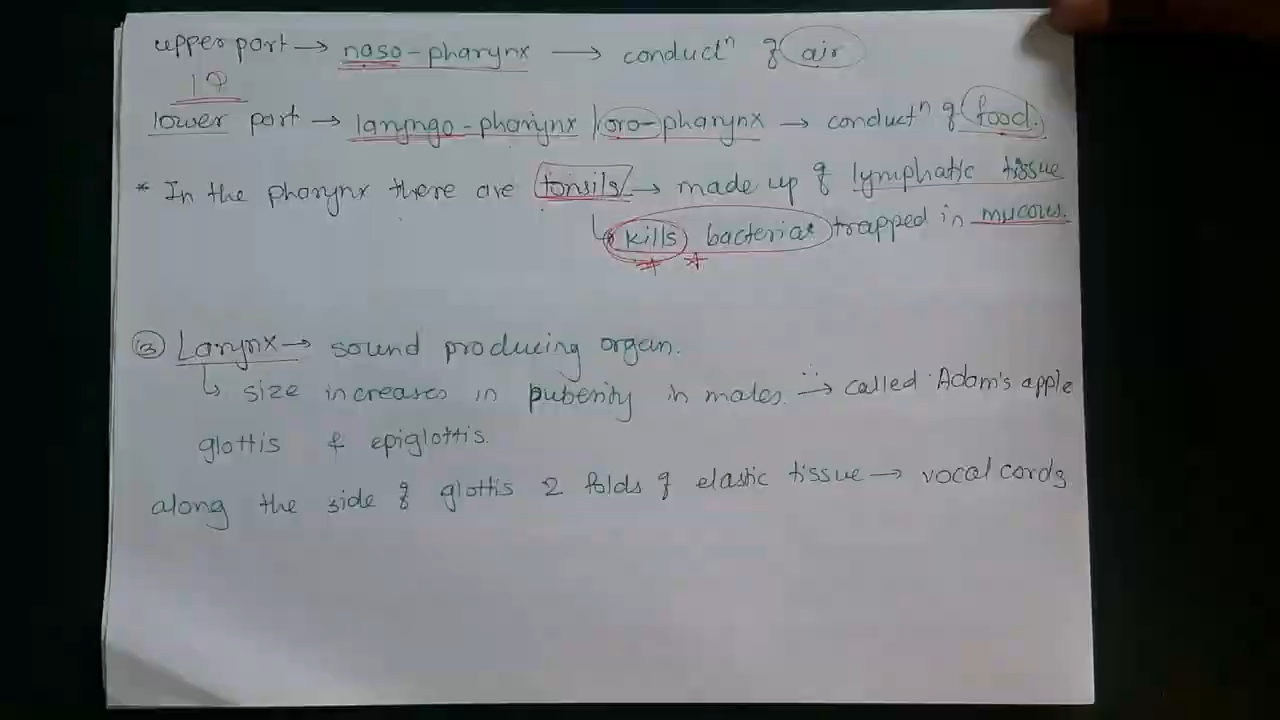 upper part → naso-pharynx → conductⁿ of air
lower part → laryngo-pharynx / oro-pharynx → conductⁿ of food.
* In the pharynx there are tonsils → made up of lymphatic tissue
↳ kills bacterias trapped in mucous.
③ Larynx → sound producing organ.
↳ size increases in puberity in males. → called Adam's apple
glottis & epiglottis.
along the side of glottis 2 folds of elastic tissue → vocal cords